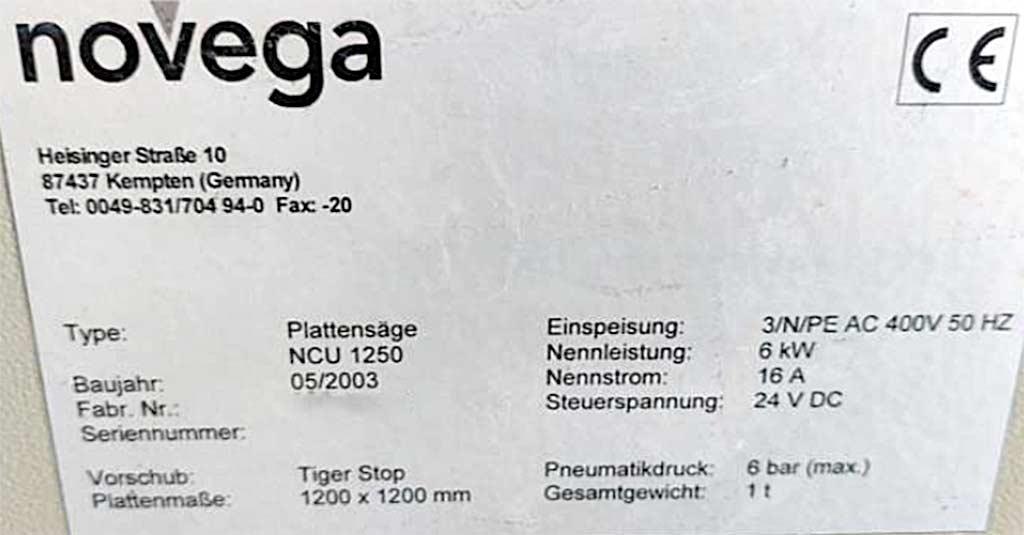 novega
CE
Heisinger Straße 10
87437 Kempten (Germany)
Tel: 0049-831/704 94-0 Fax: -20
Type: Plattensäge
NCU 1250
Baujahr: 05/2003
Fabr. Nr.:
Seriennummer:
Vorschub: Tiger Stop
Plattenmaße: 1200 x 1200 mm
Einspeisung: 3/N/PE AC 400V 50 HZ
Nennleistung: 6 kW
Nennstrom: 16 A
Steuerspannung: 24 V DC
Pneumatikdruck: 6 bar (max.)
Gesamtgewicht: 1 t